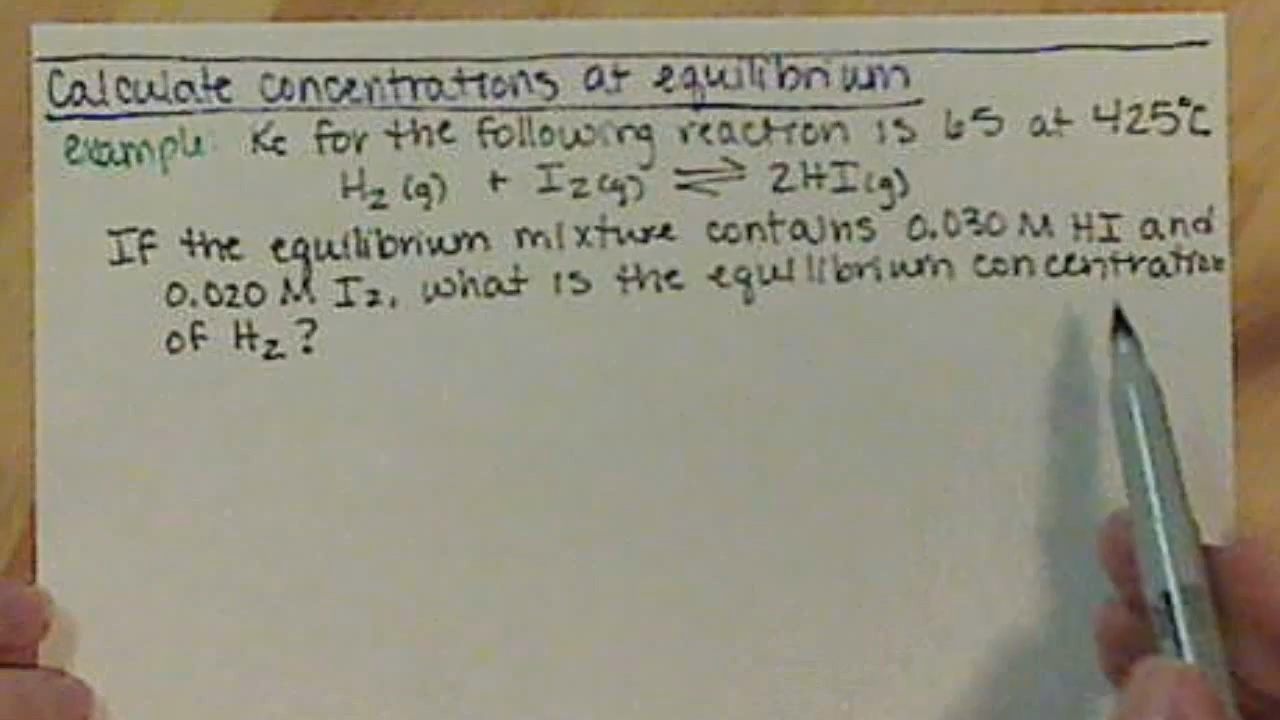 Calculate concentrations at equilibrium
example: Kc for the following reaction is 65 at 425°C
H₂(g) + I₂(g) ⇌ 2HI(g)
If the equilibrium mixture contains 0.030 M HI and
0.020 M I₂, what is the equilibrium concentration
of H₂?